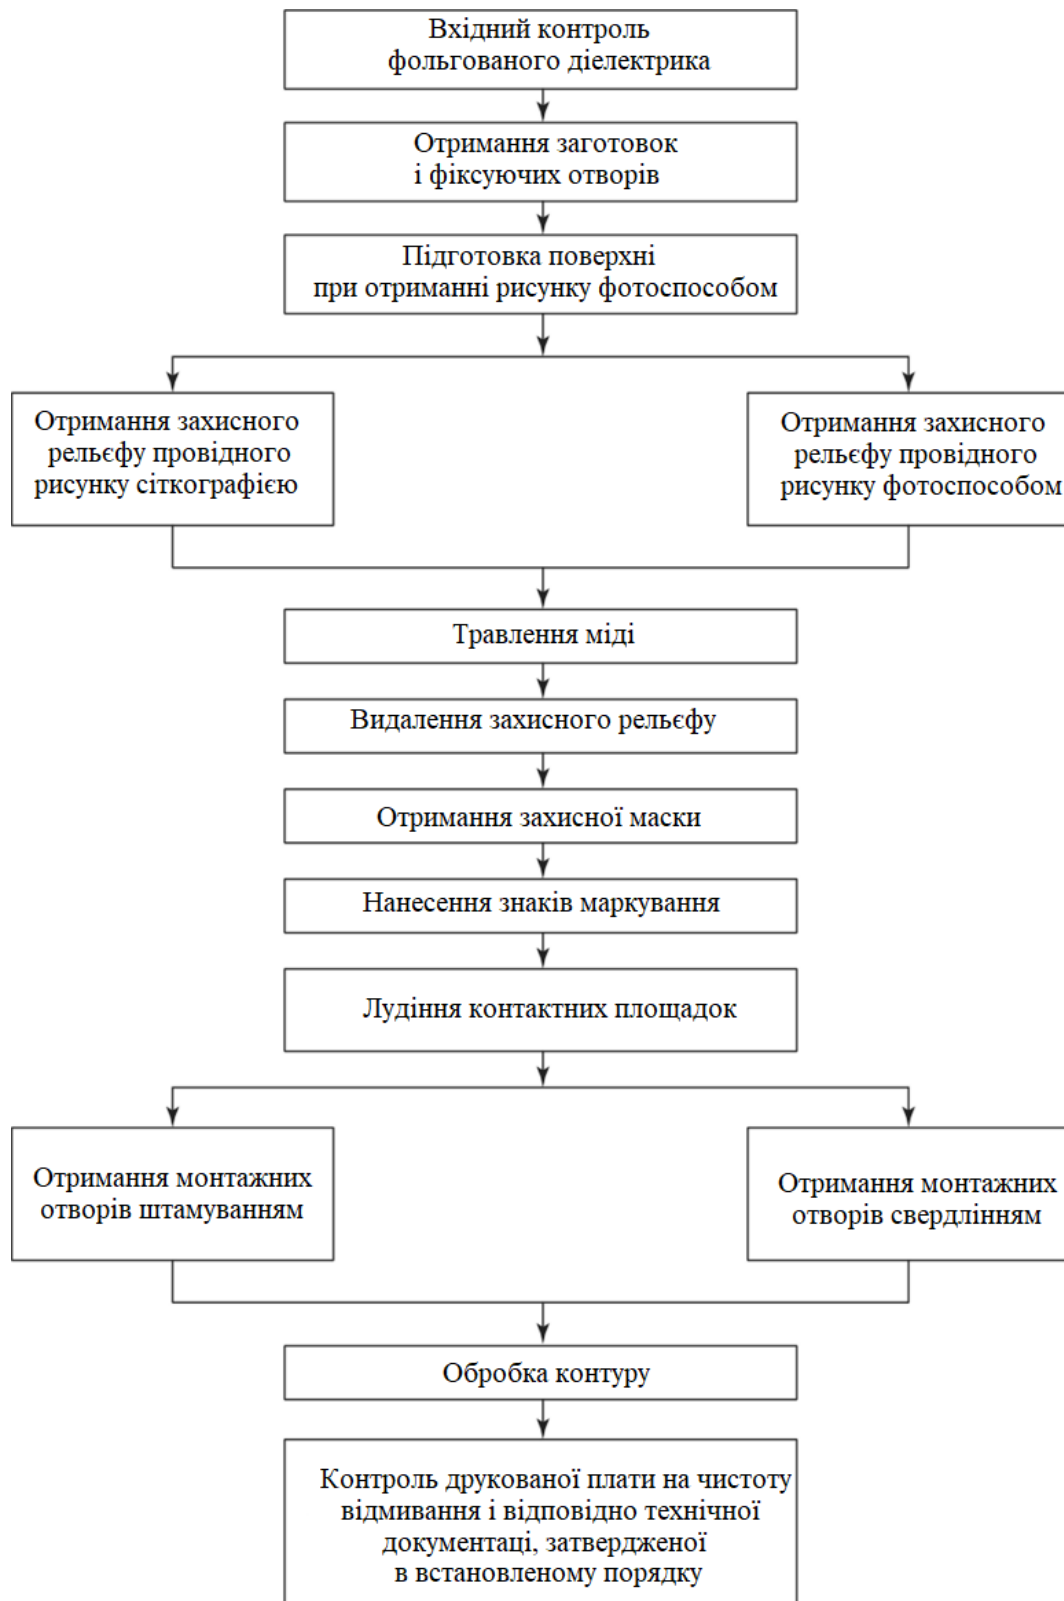 Вхідний контроль
фольгованого діелектрика
Отримання заготовок
і фіксуючих отворів
Підготовка поверхні
при отриманні рисунку фотоспособом
Отримання захисного
рельєфу провідного
рисунку сіткографією
Отримання захисного
рельєфу провідного
рисунку фотоспособом
Травлення міді
Видалення захисного рельєфу
Отримання захисної маски
Нанесення знаків маркування
Лудіння контактних площадок
Отримання монтажних
отворів штамуванням
Отримання монтажних
отворів свердлінням
Обробка контуру
Контроль друкованої плати на чистоту
відмивання і відповідно технічної
документаці, затвердженої
в встановленому порядку